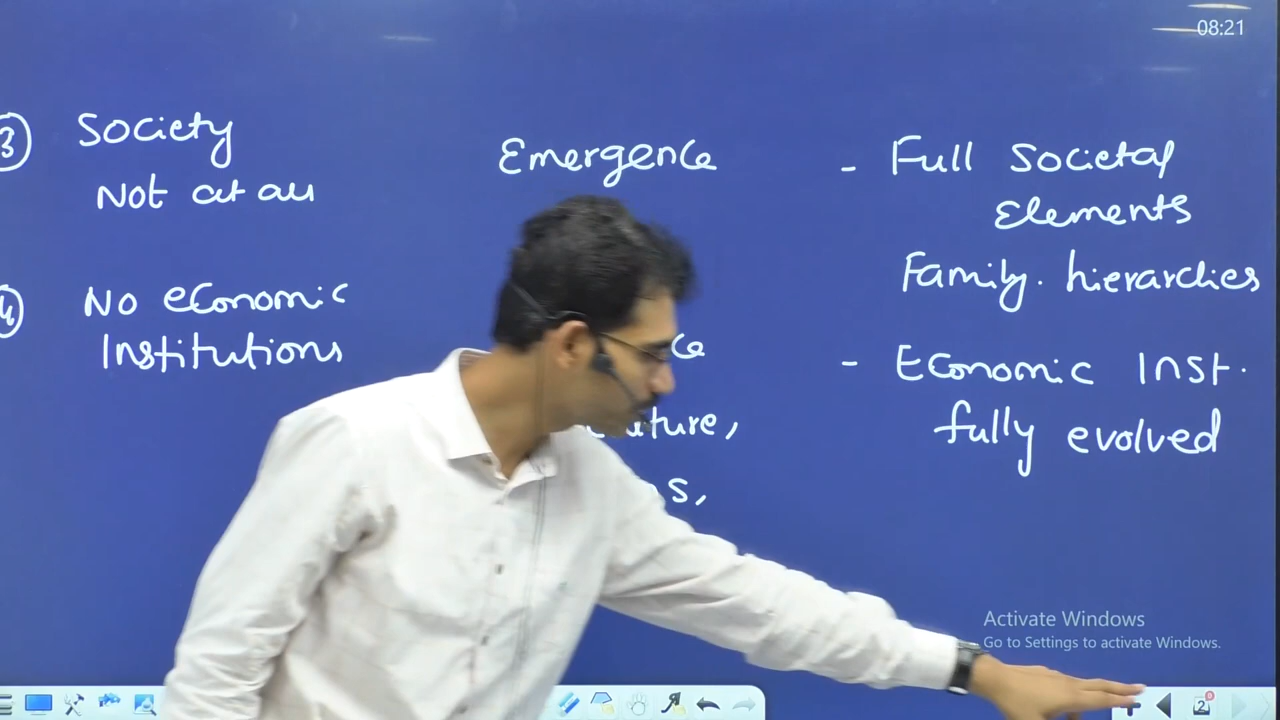 08:21
3 Society
Not at all
Emergence
- Full Societal
Elements
Family. hierarchies
4 No economic
Institutions
- Economic Inst.
fully evolved
Activate Windows
Go to Settings to activate Windows.
2